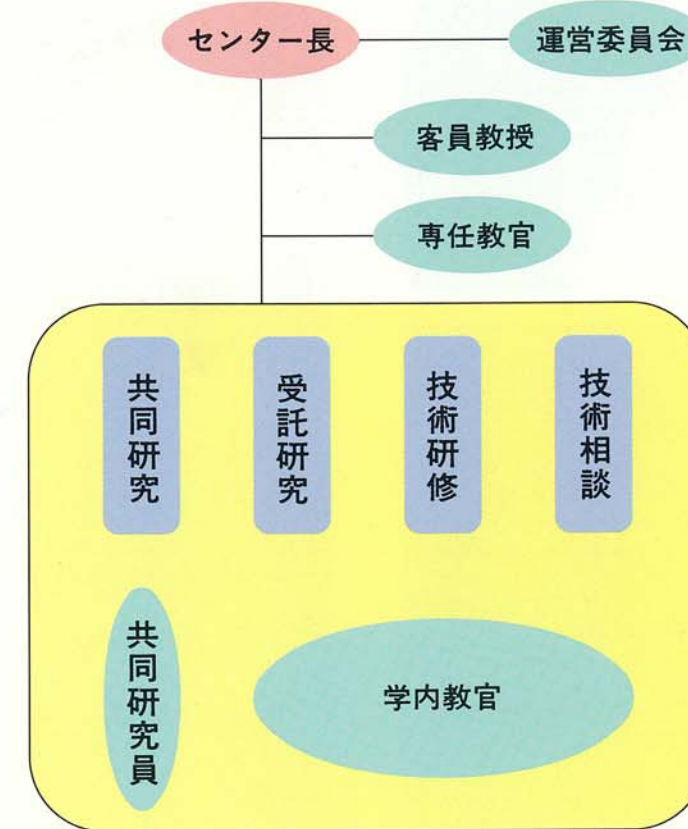 センター長
運営委員会
客員教授
専任教官
共同研究
受託研究
技術研修
技術相談
共同研究員
学内教官